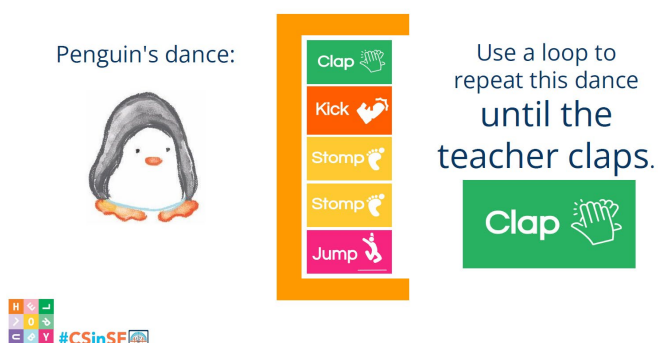 Penguin's dance:
Clap
Kick
Stomp
Stomp
Jump
Use a loop to
repeat this dance
until the
teacher claps.
Clap
H E L
L O R
U B Y
#CSinSF